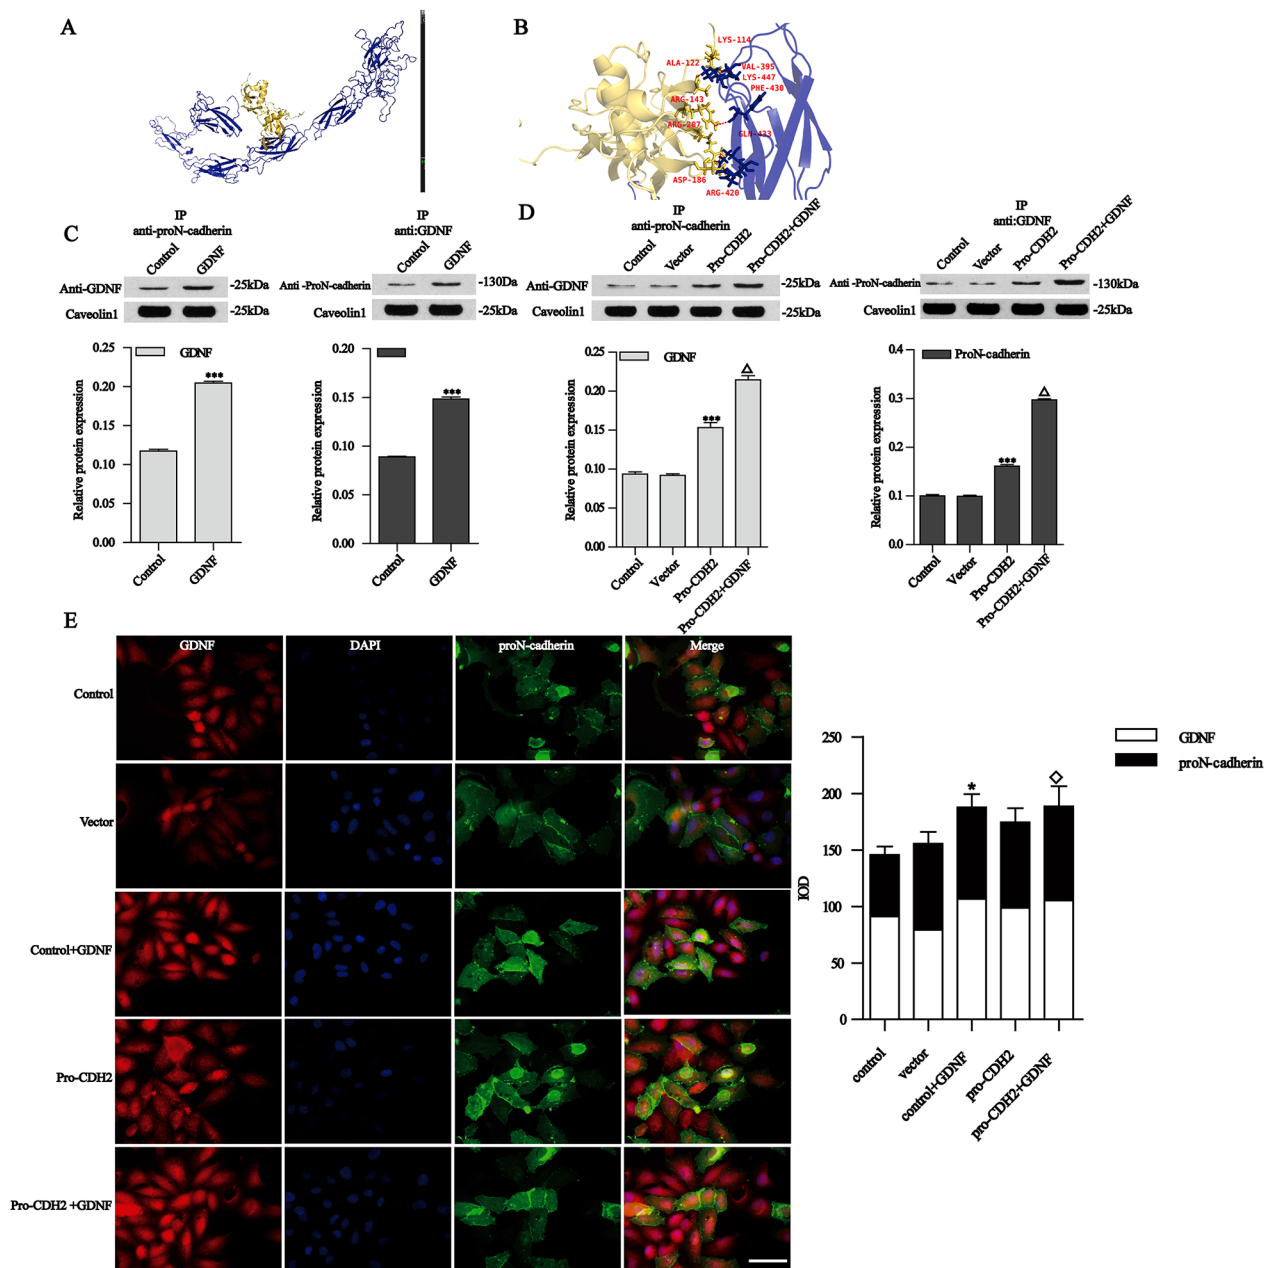 A
B
LYS-114
ALA-122
VAL-395
LYS-447
PHE-430
ARG-143
ARG-207
GLN-433
ASP-186
ARG-420
C
IP
anti-proN-cadherin
Control
GDNF
Anti-GDNF
-25kDa
Caveolin1
-25kDa
IP
anti:GDNF
Control
GDNF
Anti -ProN-cadherin
-130Da
Caveolin1
-25kDa
D
IP
anti-proN-cadherin
Control
Vector
Pro-CDH2
Pro-CDH2+GDNF
Anti-GDNF
-25kDa
Caveolin1
-25kDa
IP
anti:GDNF
Control
Vector
Pro-CDH2
Pro-CDH2+GDNF
Anti -ProN-cadherin
-130kDa
Caveolin1
-25kDa
Relative protein expression
0.25
0.20
0.15
0.10
0.05
0.00
GDNF
***
Control
GDNF
Relative protein expression
0.20
0.15
0.10
0.05
0.00
***
Control
GDNF
Relative protein expression
0.25
0.20
0.15
0.10
0.05
0.00
GDNF
***
Δ
Control
Vector
Pro-CDH2
Pro-CDH2+GDNF
Relative protein expression
0.4
0.3
0.2
0.1
0.0
ProN-cadherin
***
Δ
Control
Vector
Pro-CDH2
Pro-CDH2+GDNF
E
GDNF
DAPI
proN-cadherin
Merge
Control
Vector
Control+GDNF
Pro-CDH2
Pro-CDH2 +GDNF
IOD
250
200
150
100
50
0
*
◇
GDNF
proN-cadherin
control
vector
control+GDNF
pro-CDH2
pro-CDH2+GDNF